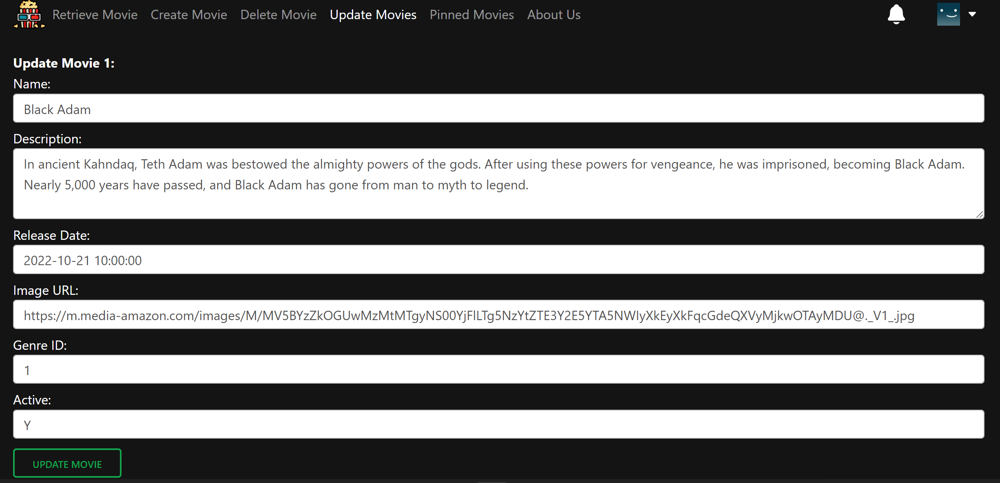 Retrieve Movie Create Movie Delete Movie Update Movies Pinned Movies About Us
Update Movie 1:
Name:
Black Adam
Description:
In ancient Kahndaq, Teth Adam was bestowed the almighty powers of the gods. After using these powers for vengeance, he was imprisoned, becoming Black Adam.
Nearly 5,000 years have passed, and Black Adam has gone from man to myth to legend.
Release Date:
2022-10-21 10:00:00
Image URL:
https://m.media-amazon.com/images/M/MV5BYzZkOGUwMzMtMTgyNS00YjFlLTg5NzYtZTE3Y2E5YTA5NWIyXkEyXkFqcGdeQXVyMjkwOTAyMDU@._V1_.jpg
Genre ID:
1
Active:
Y
UPDATE MOVIE